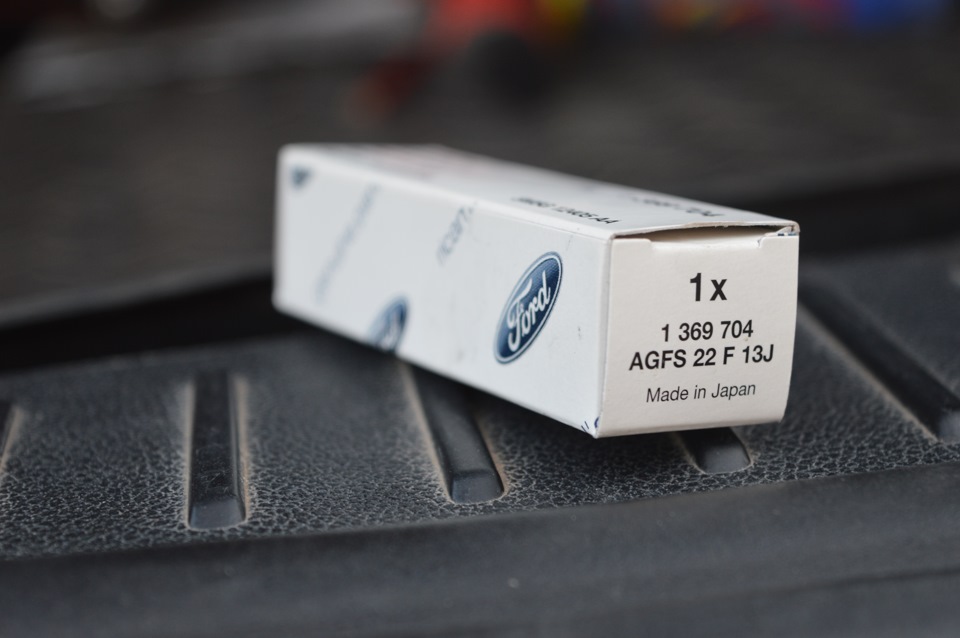 Ford
1x
1 369 704
AGFS 22 F 13J
Made in Japan